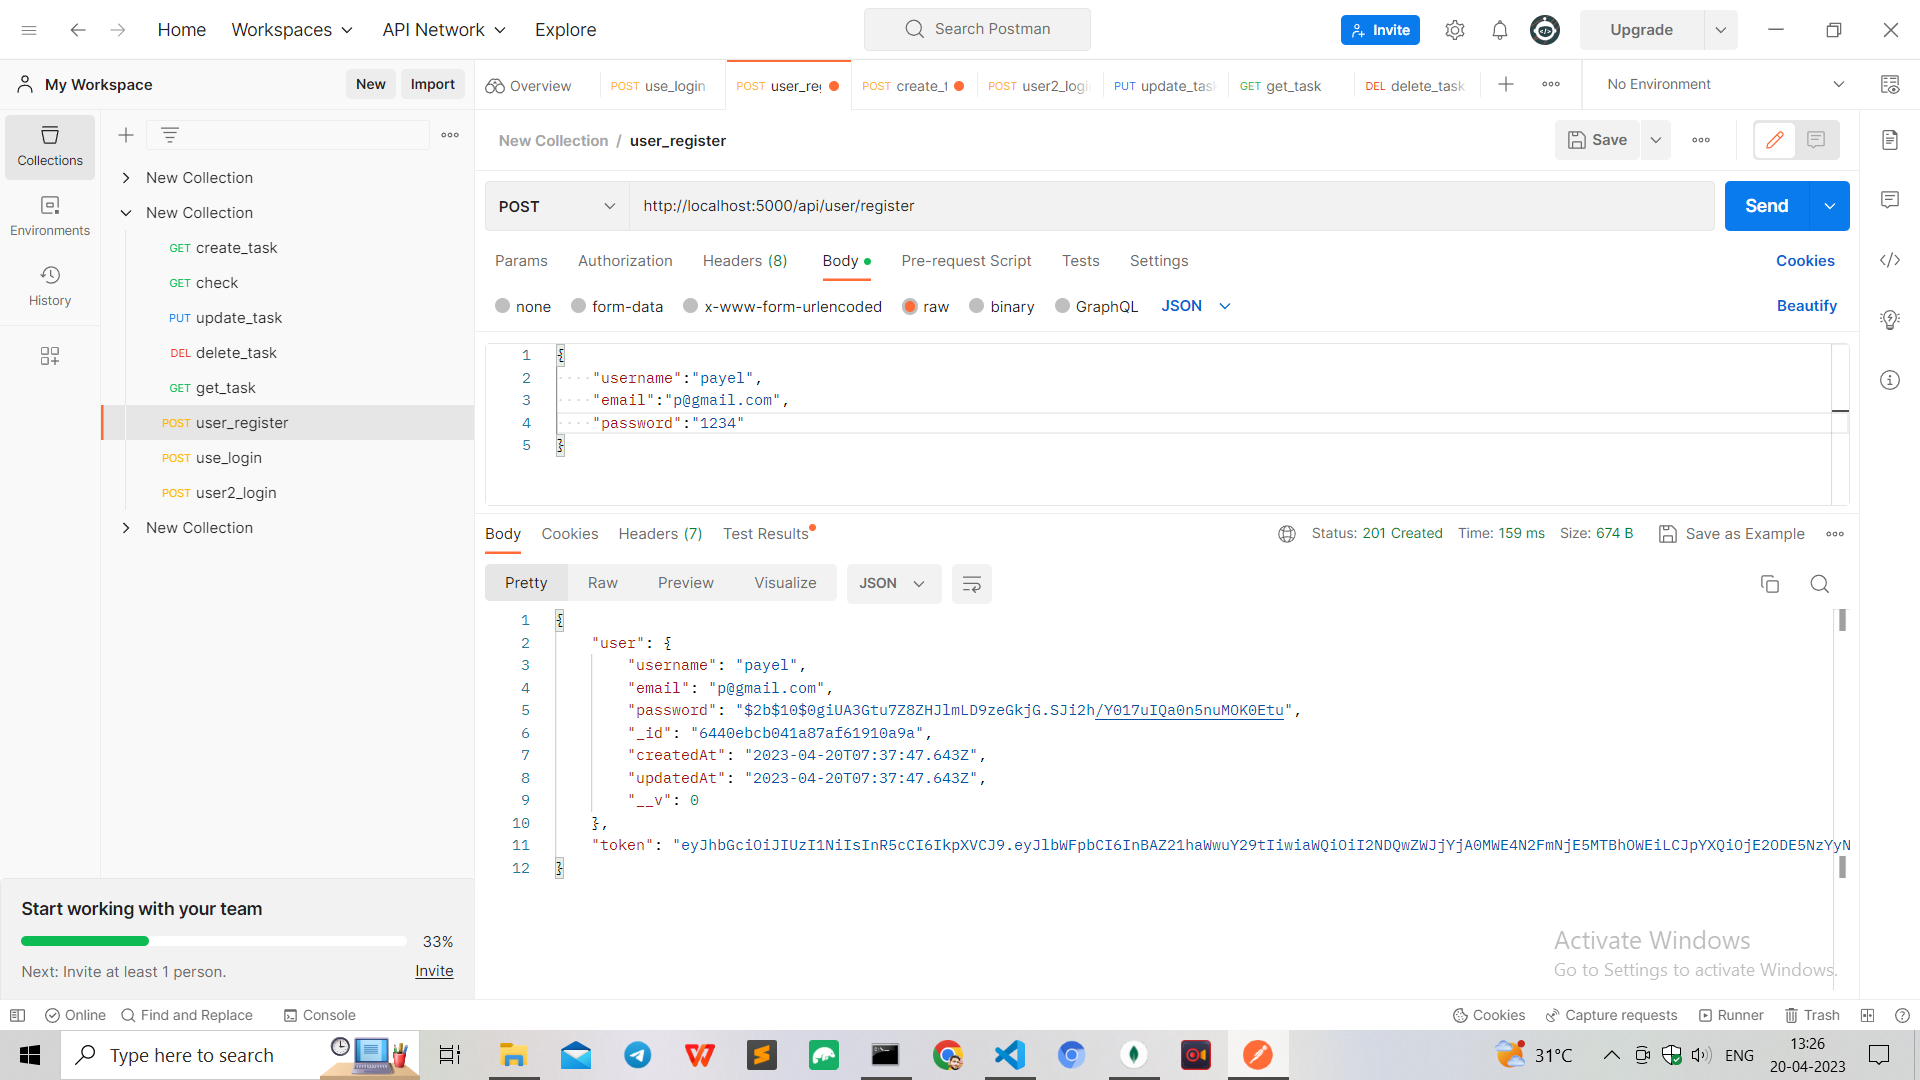 Home
Workspaces
API Network
Explore
Search Postman
Invite
Upgrade
My Workspace
New
Import
Overview
POST use_login
POST user_reg
POST create_t
POST user2_logi
PUT update_tas
GET get_task
DEL delete_task
No Environment
Collections
Environments
History
New Collection
New Collection
GET create_task
GET check
PUT update_task
DEL delete_task
GET get_task
POST user_register
POST use_login
POST user2_login
New Collection
New Collection / user_register
Save
POST
http://localhost:5000/api/user/register
Send
Params
Authorization
Headers (8)
Body
Pre-request Script
Tests
Settings
Cookies
none
form-data
x-www-form-urlencoded
raw
binary
GraphQL
JSON
Beautify
1 {
2 "username":"payel",
3 "email":"p@gmail.com",
4 "password":"1234"
5 }
Body
Cookies
Headers (7)
Test Results
Status: 201 Created
Time: 159 ms
Size: 674 B
Save as Example
Pretty
Raw
Preview
Visualize
JSON
1 {
2 "user": {
3 "username": "payel",
4 "email": "p@gmail.com",
5 "password": "$2b$10$0giUA3Gtu7Z8ZHJlmLD9zeGkjG.SJi2h/Y017uIQa0n5nuMOK0Etu",
6 "_id": "6440ebcb041a87af61910a9a",
7 "createdAt": "2023-04-20T07:37:47.643Z",
8 "updatedAt": "2023-04-20T07:37:47.643Z",
9 "__v": 0
10 },
11 "token": "eyJhbGciOiJIUzI1NiIsInR5cCI6IkpXVCJ9.eyJlbWFpbCI6InBAZ21haWwuY29tIiwiaWQiOiI2NDQwZWJjYjA0MWE4N2FmNjE5MTBhOWEiLCJpYXQiOjE2ODE5NzYyN
12 }
Start working with your team
33%
Next: Invite at least 1 person.
Invite
Activate Windows
Go to Settings to activate Windows.
Online
Find and Replace
Console
Cookies
Capture requests
Runner
Trash
Type here to search
31°C
ENG
13:26
20-04-2023